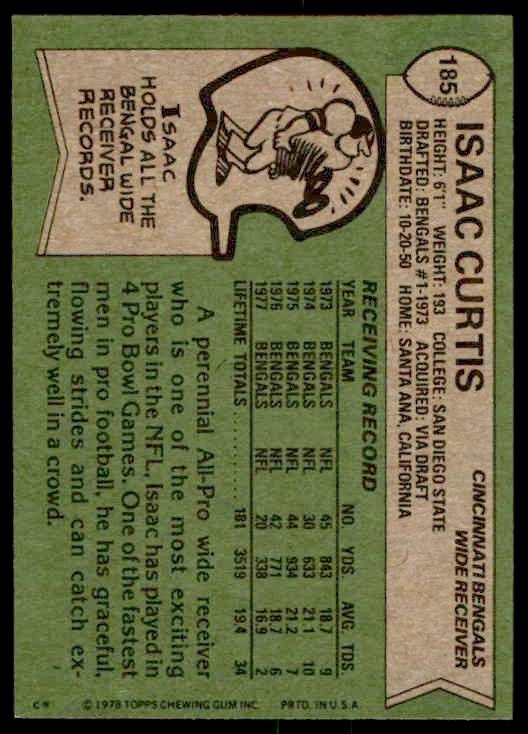 185
ISAAC CURTIS
CINCINNATI BENGALS
WIDE RECEIVER
HEIGHT: 6'1" WEIGHT: 193 COLLEGE: SAN DIEGO STATE
DRAFTED: BENGALS #1-1973 ACQUIRED: VIA DRAFT
BIRTHDATE: 10-20-50 HOME: SANTA ANA, CALIFORNIA
ISAAC
HOLDS ALL THE
BENGAL WIDE
RECEIVER
RECORDS.
RECEIVING RECORD
YEAR TEAM NO. YDS. AVG. TDS
1973 BENGALS NFL 45 843 18.7 9
1974 BENGALS NFL 30 633 21.1 10
1975 BENGALS NFL 44 934 21.2 7
1976 BENGALS NFL 42 771 18.7 6
1977 BENGALS NFL 20 338 16.9 2
LIFETIME TOTALS . . . . . . . . 181 3519 19.4 34
A perennial All-Pro wide receiver
who is one of the most exciting
players in the NFL, Isaac has played in
4 Pro Bowl Games. One of the fastest
men in pro football, he has graceful,
flowing strides and can catch ex-
tremely well in a crowd.
© 1978 TOPPS CHEWING GUM INC. PRTD. IN U.S.A.